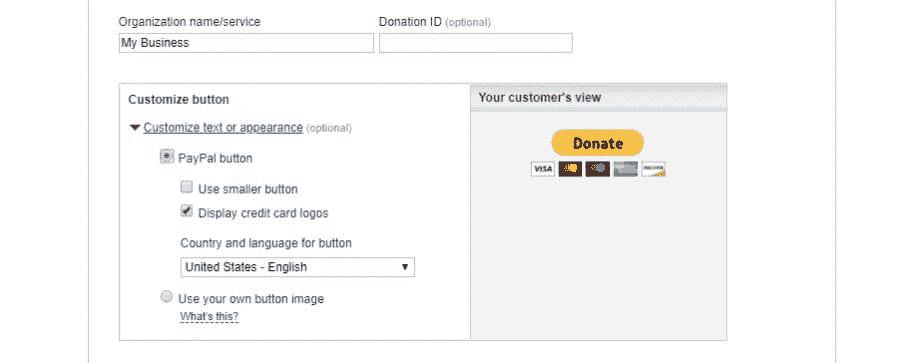 Organization name/service
Donation ID (optional)
My Business
Customize button
Customize text or appearance (optional)
PayPal button
Use smaller button
Display credit card logos
Country and language for button
United States - English
Use your own button image
What's this?
Your customer's view
Donate
VISA